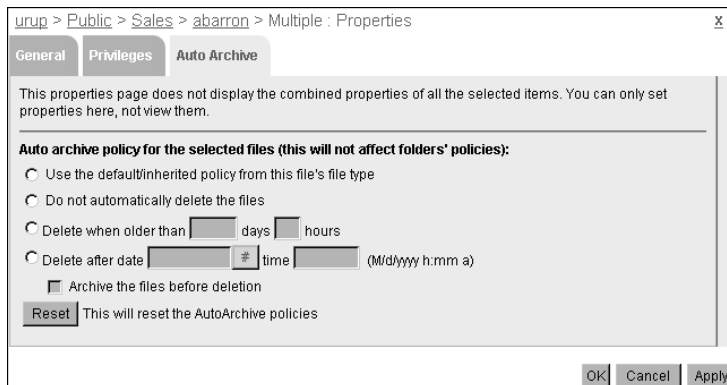 urup > Public > Sales > abarron > Multiple : Properties x
General Privileges Auto Archive
This properties page does not display the combined properties of all the selected items. You can only set
properties here, not view them.
Auto archive policy for the selected files (this will not affect folders' policies):
Use the default/inherited policy from this file's file type
Do not automatically delete the files
Delete when older than days hours
Delete after date # time (M/d/yyyy h:mm a)
Archive the files before deletion
Reset This will reset the AutoArchive policies
OK Cancel Apply